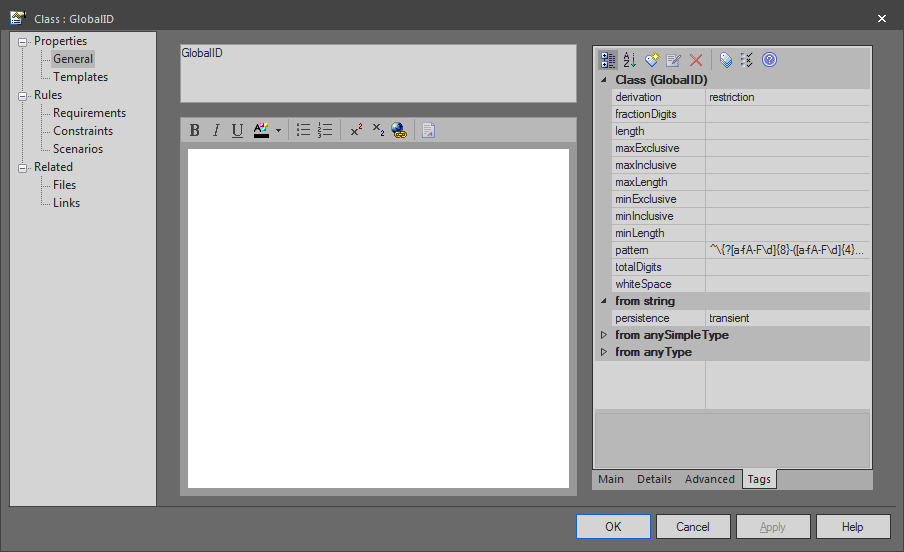 Class : GlobalID
Properties
General
Templates
Rules
Requirements
Constraints
Scenarios
Related
Files
Links
GlobalID
B I U A x² x₂
Class (GlobalID)
derivation restriction
fractionDigits
length
maxExclusive
maxInclusive
maxLength
minExclusive
minInclusive
minLength
pattern ^\{?[a-fA-F\d]{8}-([a-fA-F\d]{4}...
totalDigits
whiteSpace
from string
persistence transient
from anySimpleType
from anyType
Main Details Advanced Tags
OK Cancel Apply Help